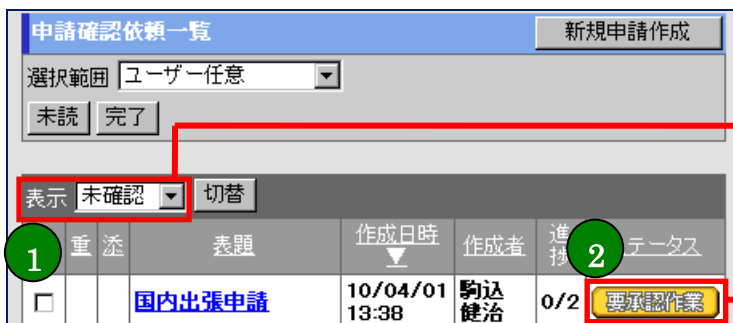 申請確認依頼一覧 新規申請作成
選択範囲 ユーザー任意
未読 完了
表示 未確認 切替
重 添 表題 作成日時 作成者 進捗 テータス
1
2
国内出張申請 10/04/01 13:38 駒込 健治 0/2 要承認作業